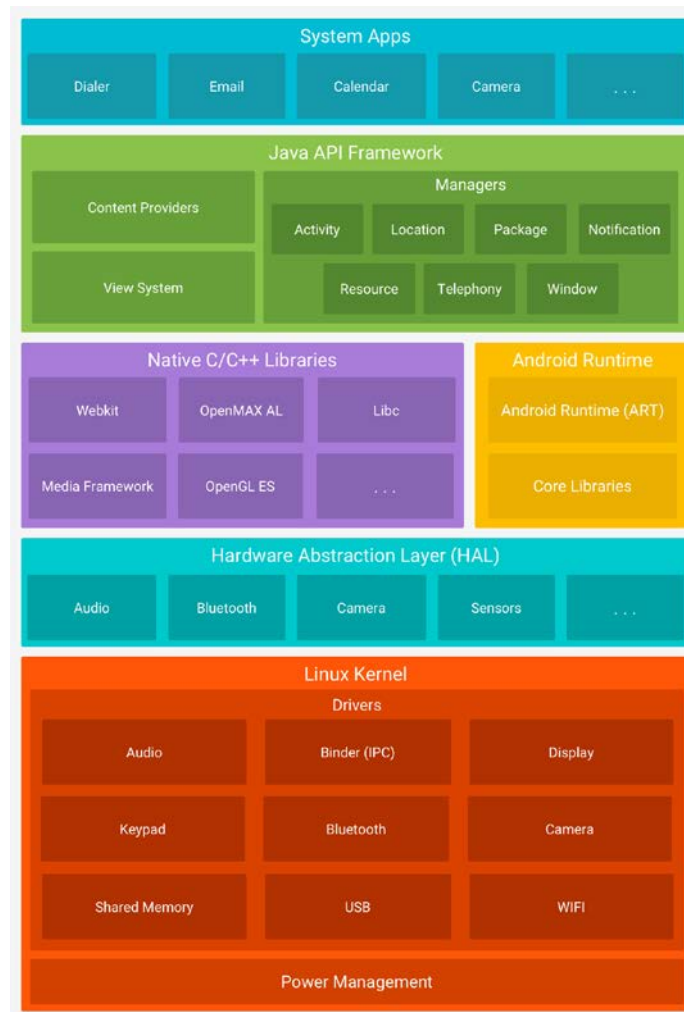 System Apps
Dialer Email Calendar Camera . . .
Java API Framework
Content Providers
View System
Managers
Activity Location Package Notification
Resource Telephony Window
Native C/C++ Libraries
Webkit OpenMAX AL Libc
Media Framework OpenGL ES . . .
Android Runtime
Android Runtime (ART)
Core Libraries
Hardware Abstraction Layer (HAL)
Audio Bluetooth Camera Sensors . . .
Linux Kernel
Drivers
Audio Binder (IPC) Display
Keypad Bluetooth Camera
Shared Memory USB WIFI
Power Management